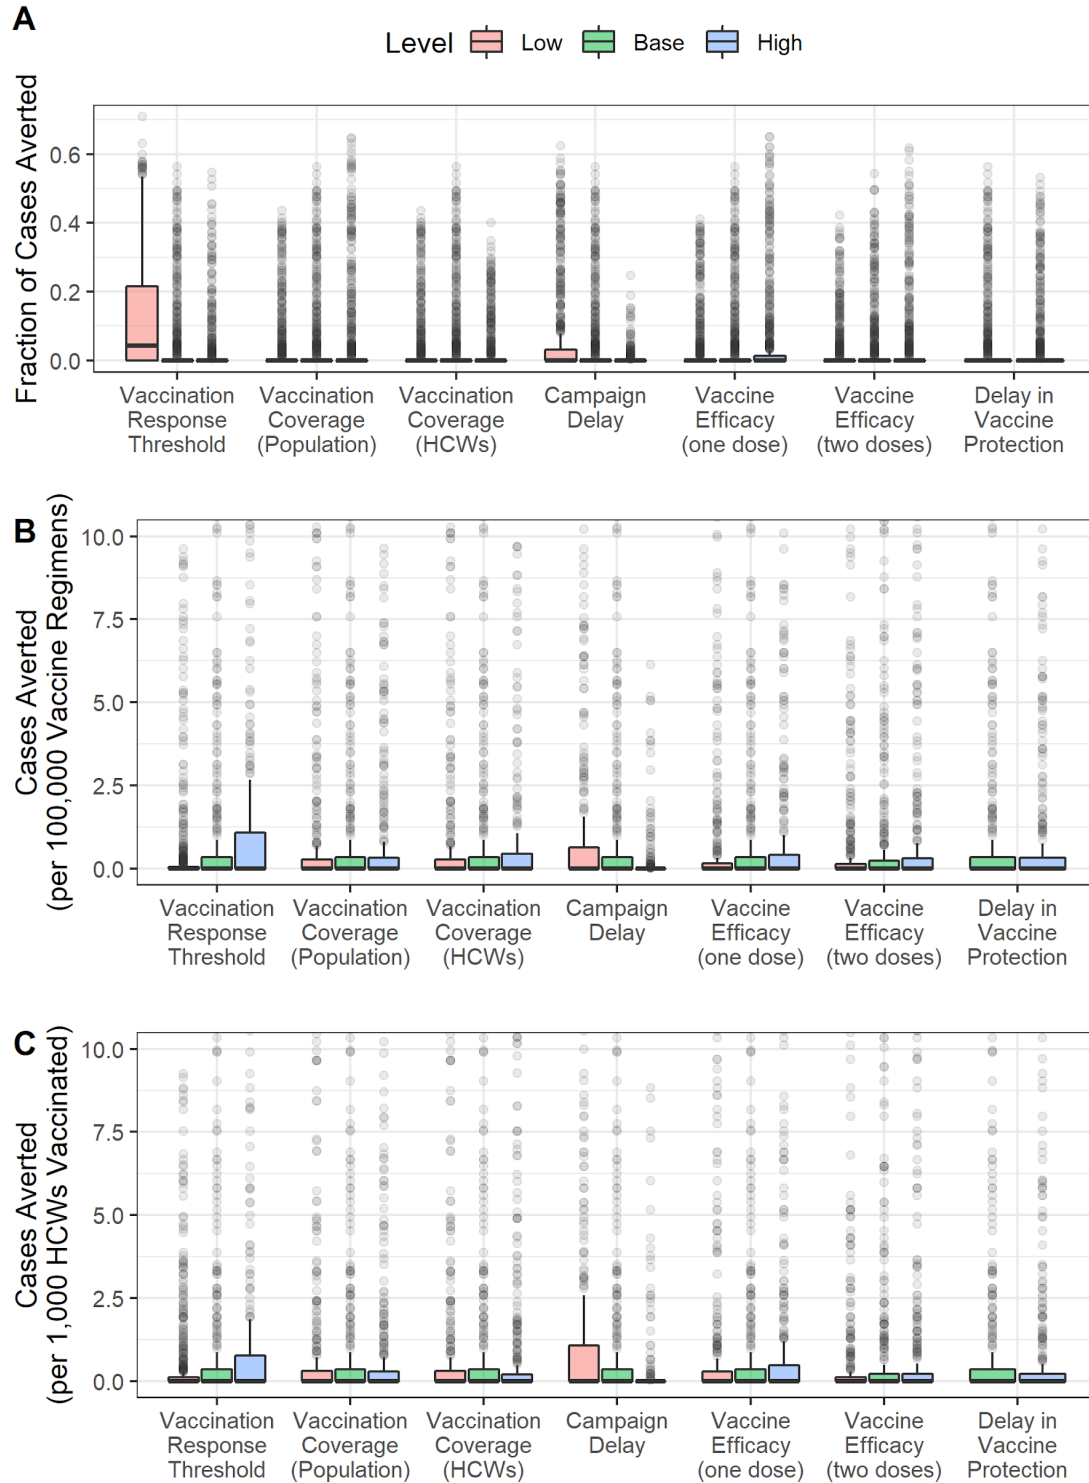 A
Level Low Base High
Fraction of Cases Averted
0.6
0.4
0.2
0.0
Vaccination Response Threshold
Vaccination Coverage (Population)
Vaccination Coverage (HCWs)
Campaign Delay
Vaccine Efficacy (one dose)
Vaccine Efficacy (two doses)
Delay in Vaccine Protection
B
Cases Averted
(per 100,000 Vaccine Regimens)
10.0
7.5
5.0
2.5
0.0
Vaccination Response Threshold
Vaccination Coverage (Population)
Vaccination Coverage (HCWs)
Campaign Delay
Vaccine Efficacy (one dose)
Vaccine Efficacy (two doses)
Delay in Vaccine Protection
C
Cases Averted
(per 1,000 HCWs Vaccinated)
10.0
7.5
5.0
2.5
0.0
Vaccination Response Threshold
Vaccination Coverage (Population)
Vaccination Coverage (HCWs)
Campaign Delay
Vaccine Efficacy (one dose)
Vaccine Efficacy (two doses)
Delay in Vaccine Protection